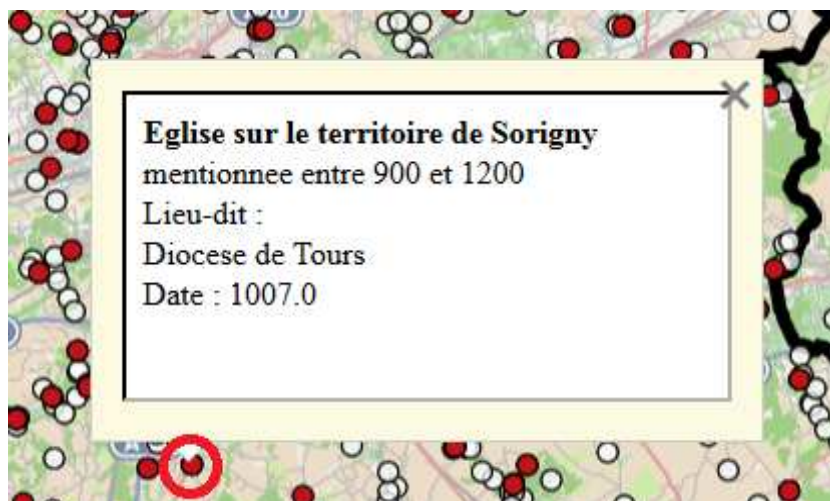 Eglise sur le territoire de Sorigny
mentionnee entre 900 et 1200
Lieu-dit :
Diocese de Tours
Date : 1007.0